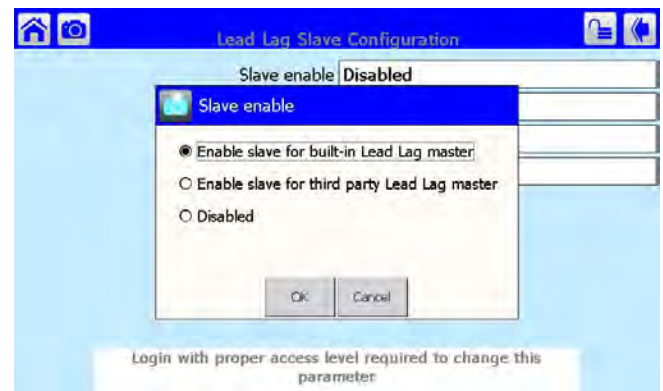 Lead Lag Slave Configuration
Slave enable Disabled
Slave enable
Enable slave for built-in Lead Lag master
Enable slave for third party Lead Lag master
Disabled
OK Cancel
Login with proper access level required to change this
parameter